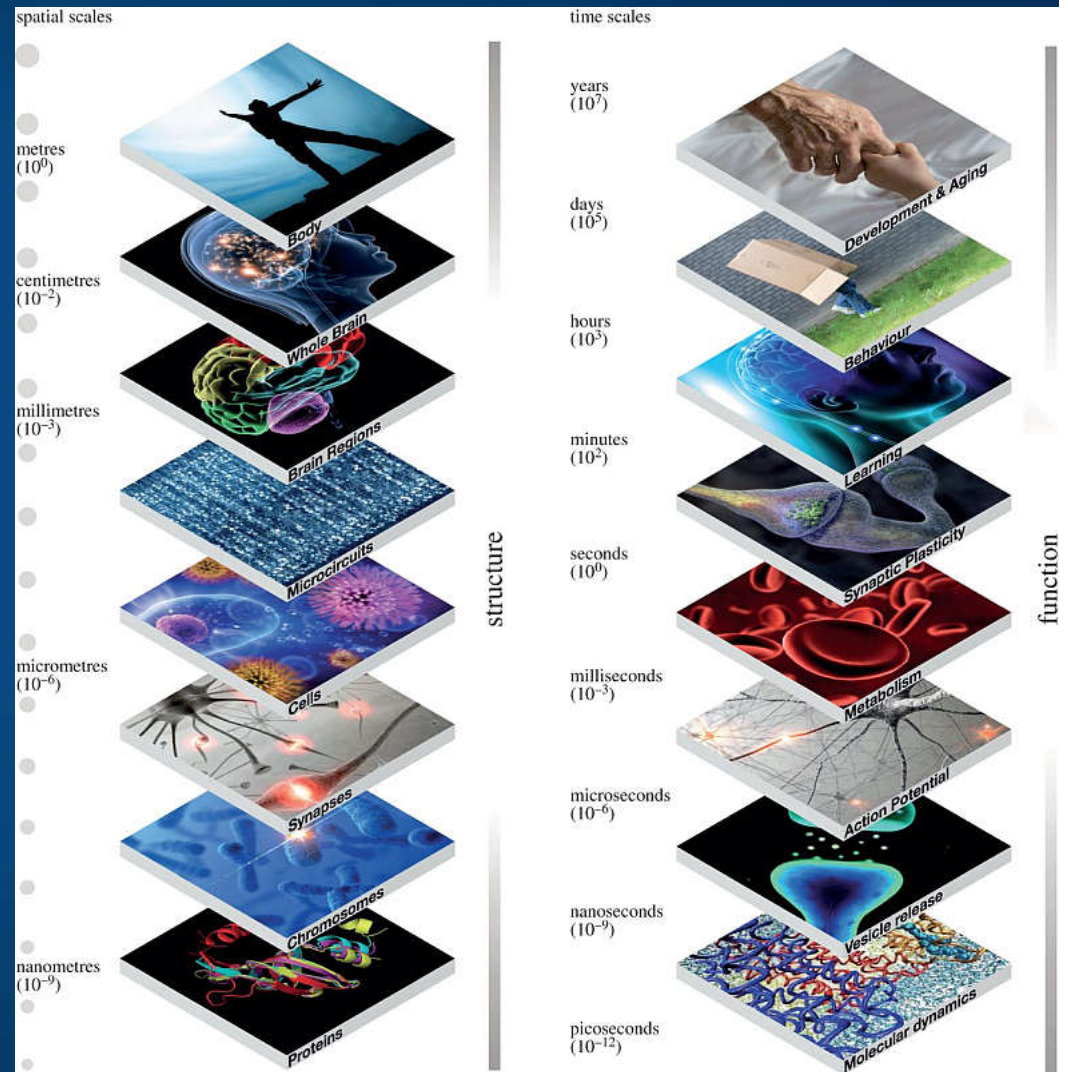 spatial scales
metres
(10⁰)
centimetres
(10⁻²)
millimetres
(10⁻³)
micrometres
(10⁻⁶)
nanometres
(10⁻⁹)
Body
Whole Brain
Brain Regions
Microcircuits
Cells
Synapses
Chromosomes
Proteins
structure
time scales
years
(10⁷)
days
(10⁵)
hours
(10³)
minutes
(10²)
seconds
(10⁰)
milliseconds
(10⁻³)
microseconds
(10⁻⁶)
nanoseconds
(10⁻⁹)
picoseconds
(10⁻¹²)
Development & Aging
Behaviour
Learning
Synaptic Plasticity
Metabolism
Action Potential
Vesicle release
Molecular dynamics
function